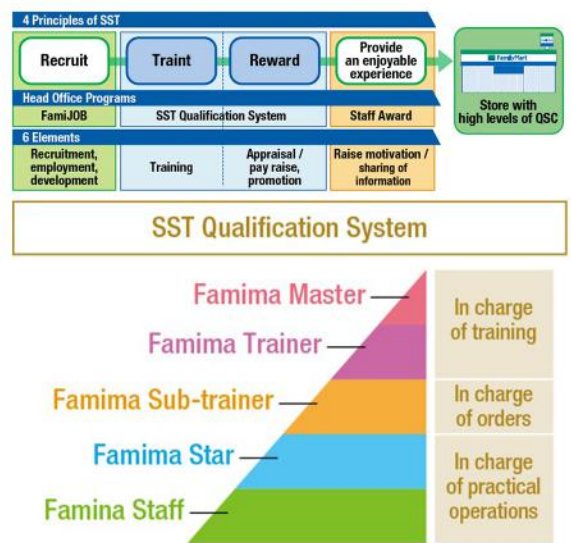 4 Principles of SST
Recruit
Traint
Reward
Provide
an enjoyable
experience
FamilyMart
Store with
high levels of QSC
Head Office Programs
FamiJOB
SST Qualification System
Staff Award
6 Elements
Recruitment,
employment,
development
Training
Appraisal /
pay raise,
promotion
Raise motivation /
sharing of
information
SST Qualification System
Famima Master
Famima Trainer
In charge
of training
Famima Sub-trainer
In charge
of orders
Famima Star
Famina Staff
In charge
of practical
operations